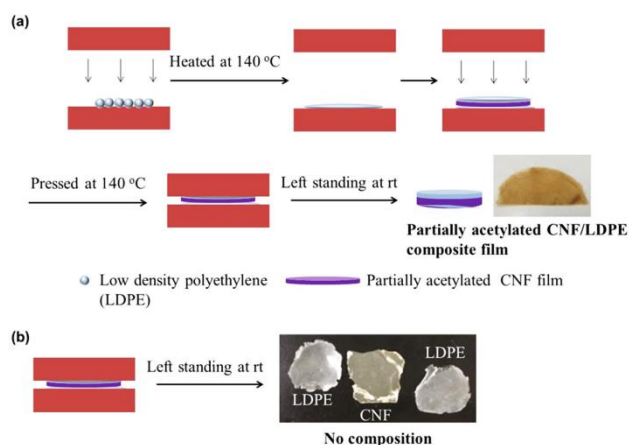 (a)
Heated at 140 °C
Pressed at 140 °C
Left standing at rt
Partially acetylated CNF/LDPE
composite film
Low density polyethylene
(LDPE)
Partially acetylated CNF film
(b)
Left standing at rt
LDPE
LDPE
CNF
No composition